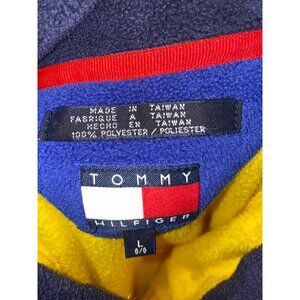 MADE IN TAIWAN
FABRIQUE A TAIWAN
HECHO EN TAIWAN
100% POLYESTER / POLIESTER
TOMMY
HILFIGER
L
G/G